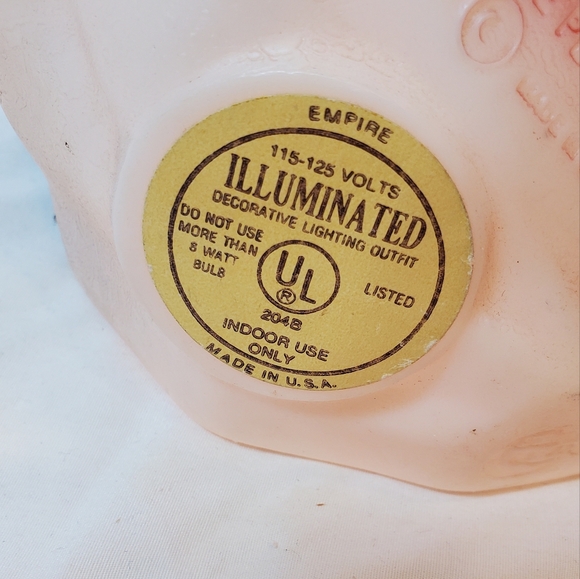 EMPIRE
115-125 VOLTS
ILLUMINATED
DECORATIVE LIGHTING OUTFIT
DO NOT USE
MORE THAN
8 WATT
BULB
UL
®
LISTED
204B
INDOOR USE
ONLY
MADE IN U.S.A.
©